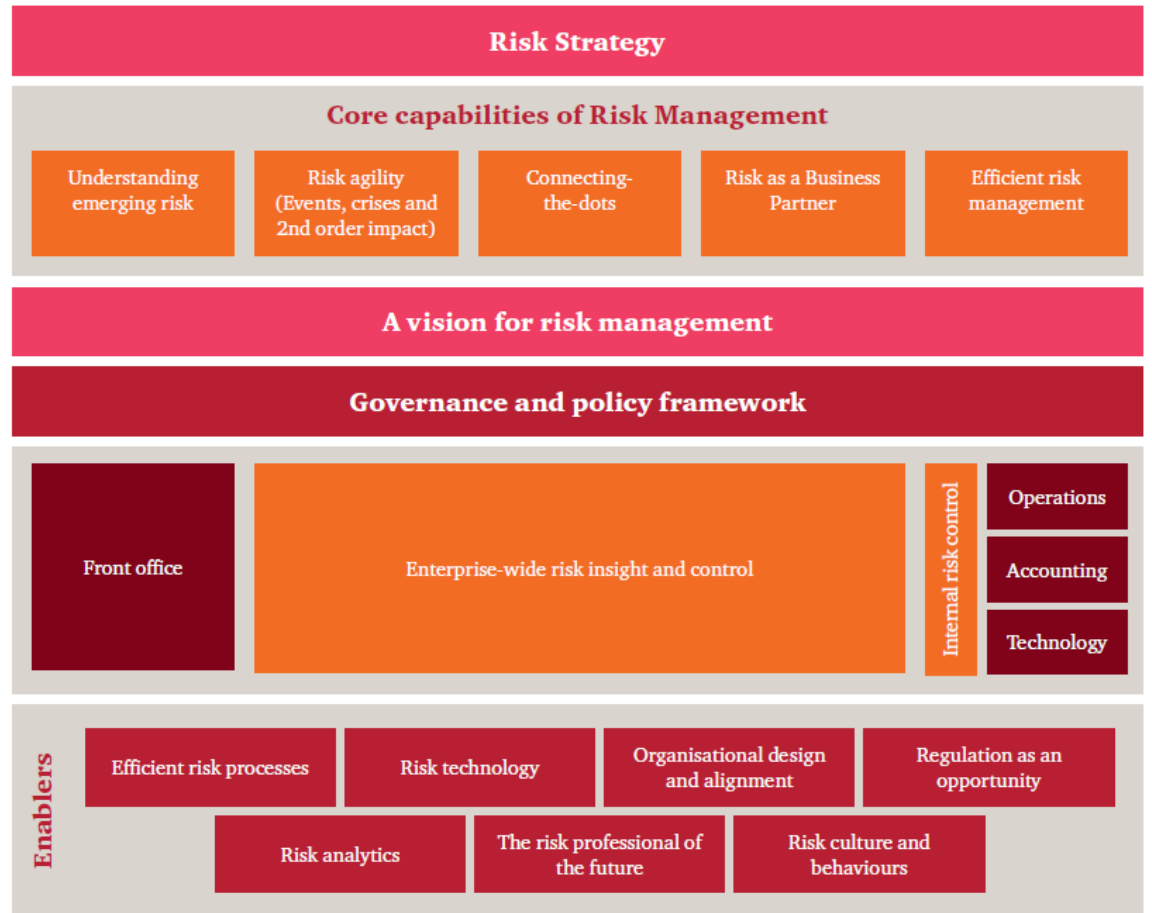 Risk Strategy
Core capabilities of Risk Management
Understanding
emerging risk
Risk agility
(Events, crises and
2nd order impact)
Connecting-
the-dots
Risk as a Business
Partner
Efficient risk
management
A vision for risk management
Governance and policy framework
Front office
Enterprise-wide risk insight and control
Internal risk control
Operations
Accounting
Technology
Enablers
Efficient risk processes
Risk technology
Organisational design
and alignment
Regulation as an
opportunity
Risk analytics
The risk professional of
the future
Risk culture and
behaviours